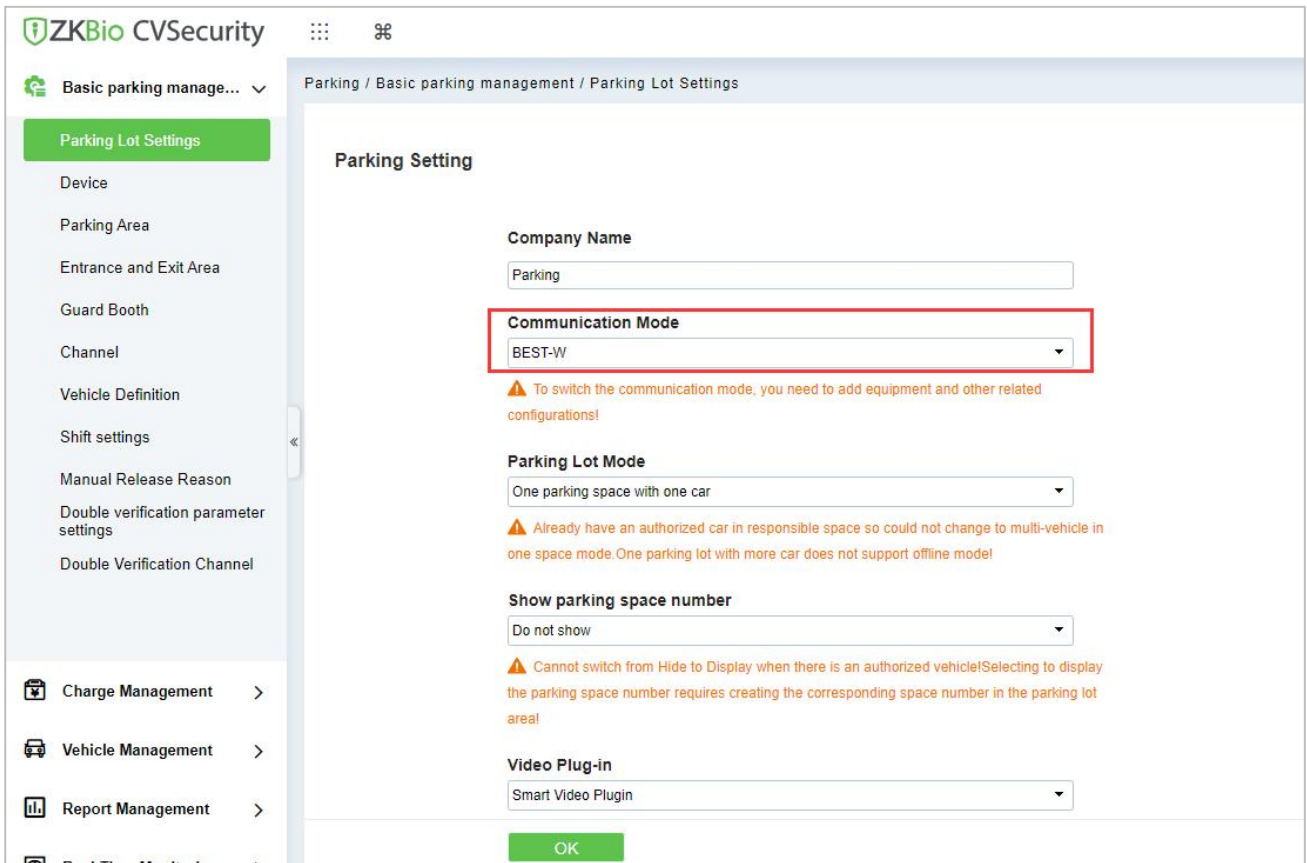 ZKBio CVSecurity
Basic parking manage...
Parking Lot Settings
Device
Parking Area
Entrance and Exit Area
Guard Booth
Channel
Vehicle Definition
Shift settings
Manual Release Reason
Double verification parameter
settings
Double Verification Channel
Charge Management
Vehicle Management
Report Management
Parking / Basic parking management / Parking Lot Settings
Parking Setting
Company Name
Parking
Communication Mode
BEST-W
To switch the communication mode, you need to add equipment and other related
configurations!
Parking Lot Mode
One parking space with one car
Already have an authorized car in responsible space so could not change to multi-vehicle in
one space mode.One parking lot with more car does not support offline mode!
Show parking space number
Do not show
Cannot switch from Hide to Display when there is an authorized vehicle!Selecting to display
the parking space number requires creating the corresponding space number in the parking lot
area!
Video Plug-in
Smart Video Plugin
OK